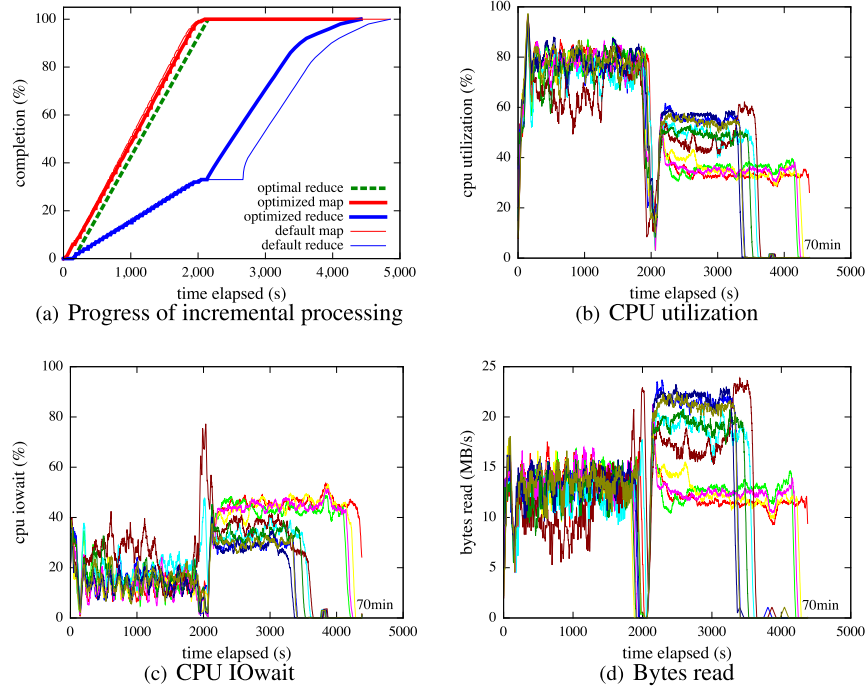 100
80
60
40
20
0
completion (%)
0
1,000
2,000
3,000
4,000
5,000
time elapsed (s)
optimal reduce
optimized map
optimized reduce
default map
default reduce
(a) Progress of incremental processing
100
80
60
40
20
0
cpu utilization (%)
0
1000
2000
3000
4000
5000
time elapsed (s)
70min
(b) CPU utilization
100
80
60
40
20
0
cpu iowait (%)
0
1000
2000
3000
4000
5000
time elapsed (s)
70min
(c) CPU IOwait
25
20
15
10
5
0
bytes read (MB/s)
0
1000
2000
3000
4000
5000
time elapsed (s)
70min
(d) Bytes read